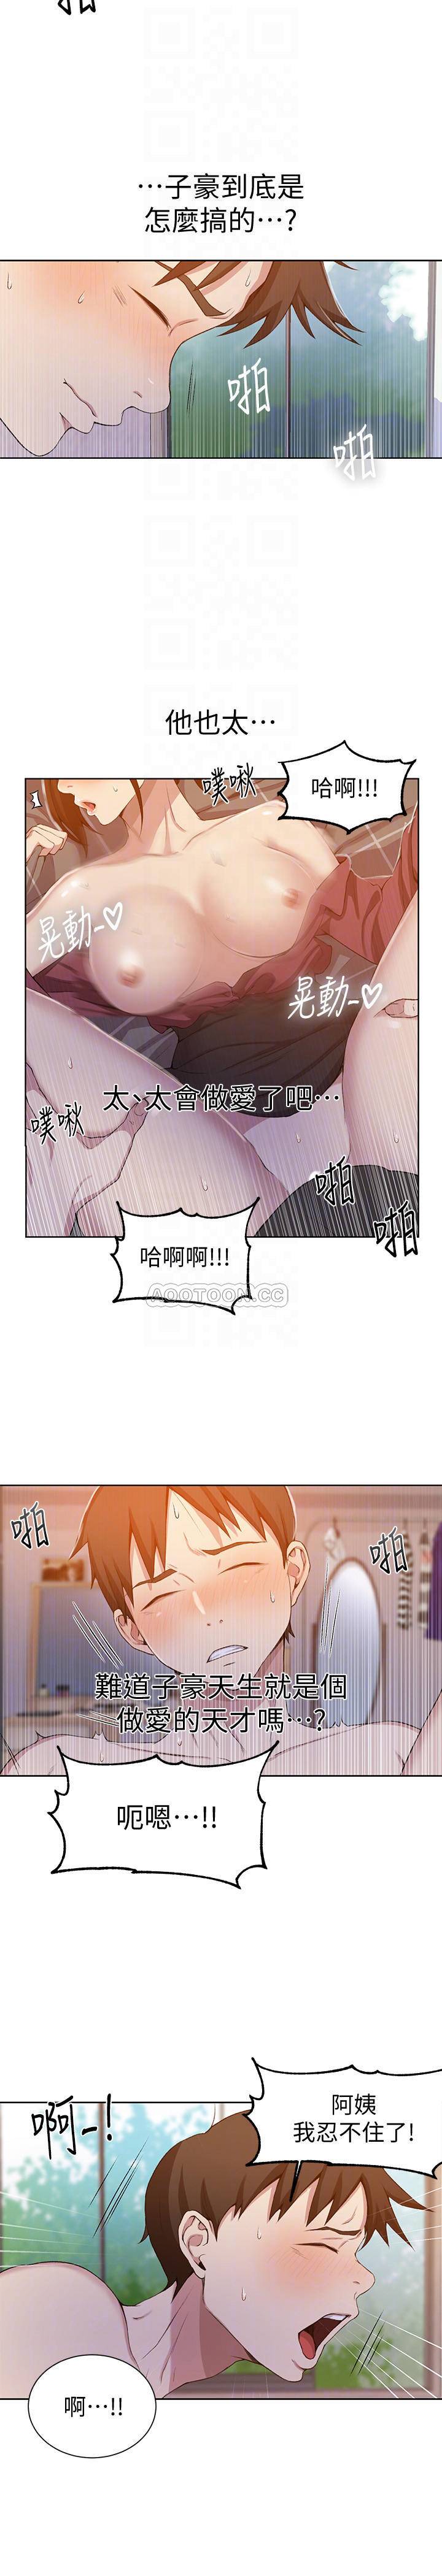 啪
…子豪到底是
怎麼搞的…?
啪
啪
他也太…
噗啾
哈啊!!!
晃動~♡
晃動~♡
太、太會做愛了吧…
噗啾
啪
啪
哈啊啊!!!
AOOTOON.CC
啪
啪
難道子豪天生就是個
做愛的天才嗎…?
呃嗯…!!
阿姨
我忍不住了!
啊-!
啊…!!